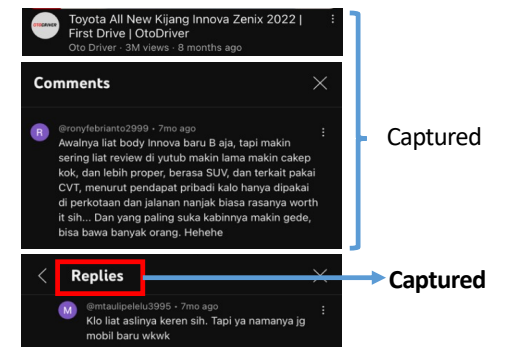 OTODRIVER
Toyota All New Kijang Innova Zenix 2022 |
First Drive | OtoDriver
Oto Driver · 3M views · 8 months ago
Comments
R
@ronyfebrianto2999 · 7mo ago
Awalnya liat body Innova baru B aja, tapi makin
sering liat review di yutub makin lama makin cakep
kok, dan lebih proper, berasa SUV, dan terkait pakai
CVT, menurut pendapat pribadi kalo hanya dipakai
di perkotaan dan jalanan nanjak biasa rasanya worth
it sih... Dan yang paling suka kabinnya makin gede,
bisa bawa banyak orang. Hehehe
Captured
Replies
Captured
M
@mtaulipelelu3995 · 7mo ago
Klo liat aslinya keren sih. Tapi ya namanya jg
mobil baru wkwk